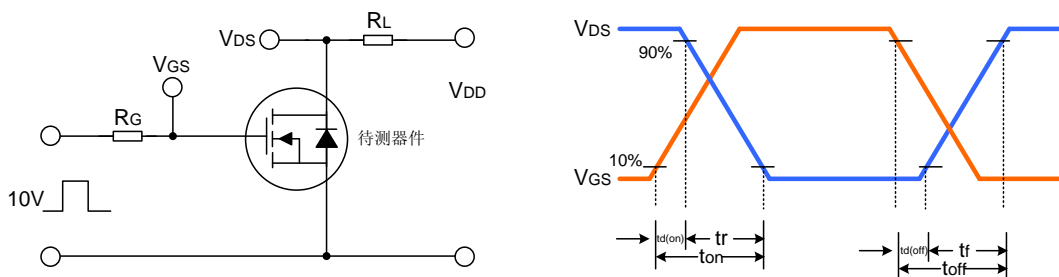 VDS
RL
VGS
VDD
RG
待测器件
10V
VDS
90%
10%
VGS
td(on)
tr
ton
td(off)
tf
toff